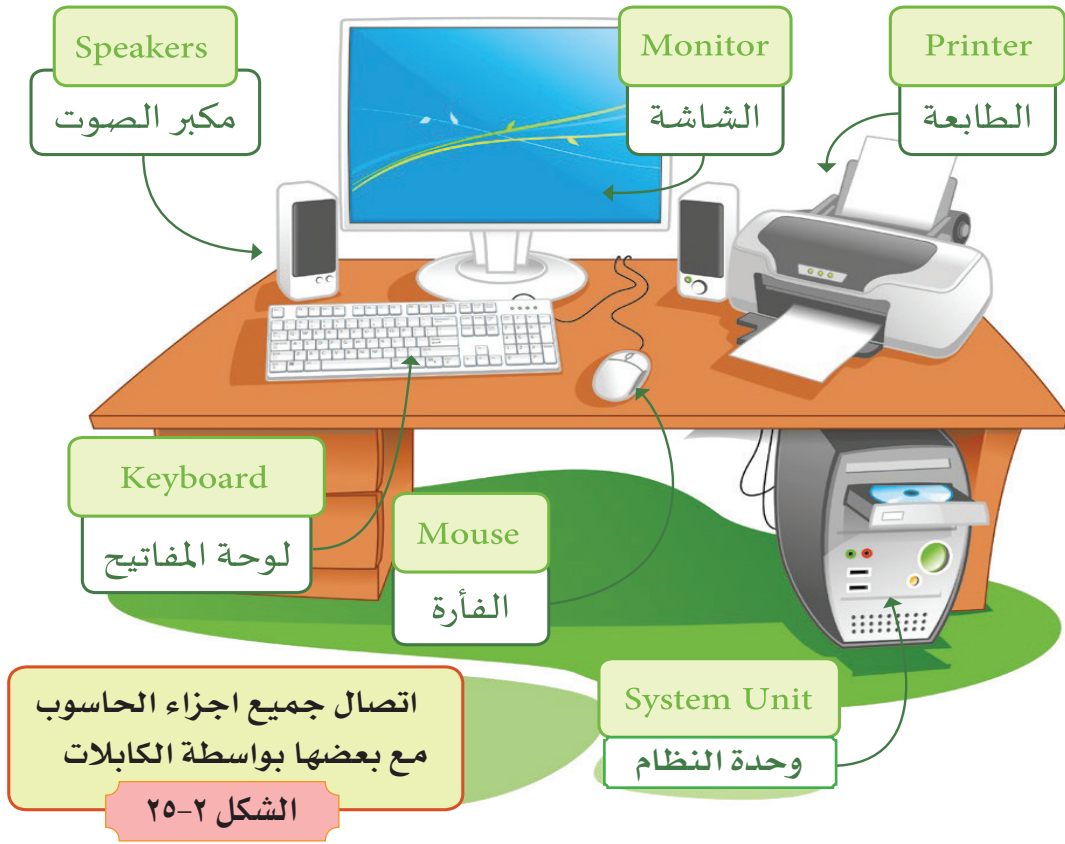 Speakers
مكبر الصوت
Monitor
الشاشة
Printer
الطابعة
Keyboard
لوحة المفاتيح
Mouse
الفأرة
System Unit
وحدة النظام
اتصال جميع اجزاء الحاسوب
مع بعضها بواسطة الكابلات
الشكل ٢-٢٥